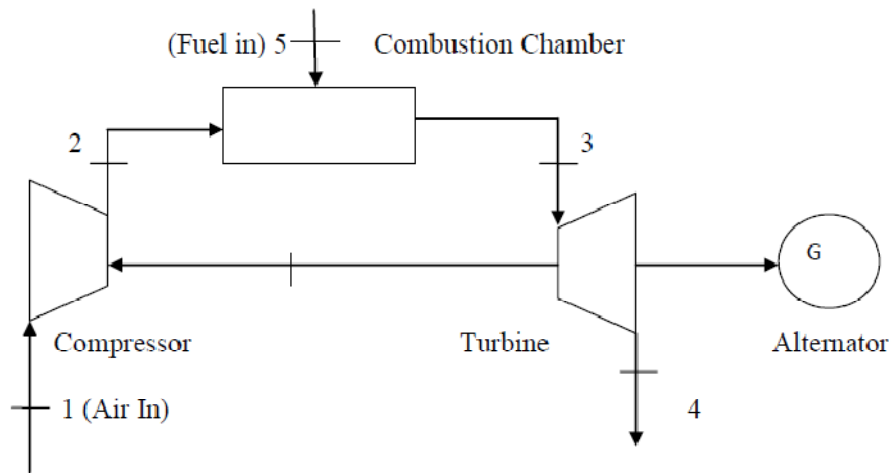 (Fuel in) 5
Combustion Chamber
2
3
G
Compressor
Turbine
Alternator
1 (Air In)
4